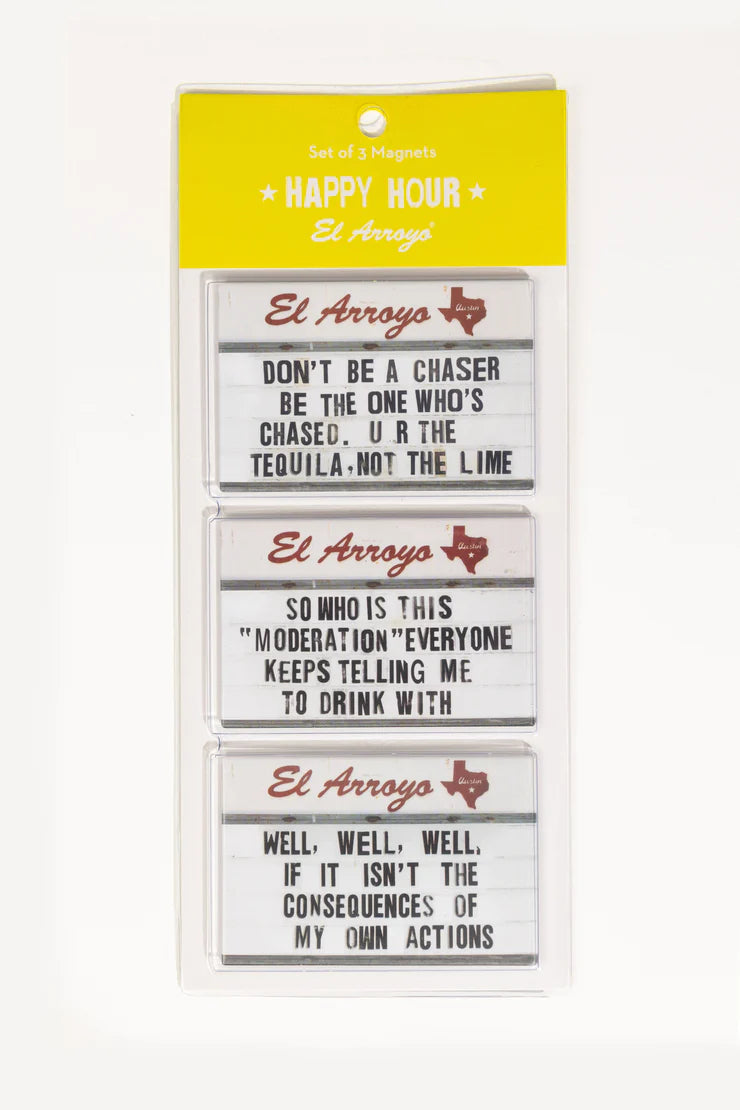 Set of 3 Magnets
★ HAPPY HOUR ★
El Arroyo®
El Arroyo Austin
DON'T BE A CHASER
BE THE ONE WHO'S
CHASED. U R THE
TEQUILA, NOT THE LIME
El Arroyo Austin
SO WHO IS THIS
"MODERATION" EVERYONE
KEEPS TELLING ME
TO DRINK WITH
El Arroyo Austin
WELL, WELL, WELL,
IF IT ISN'T THE
CONSEQUENCES OF
MY OWN ACTIONS